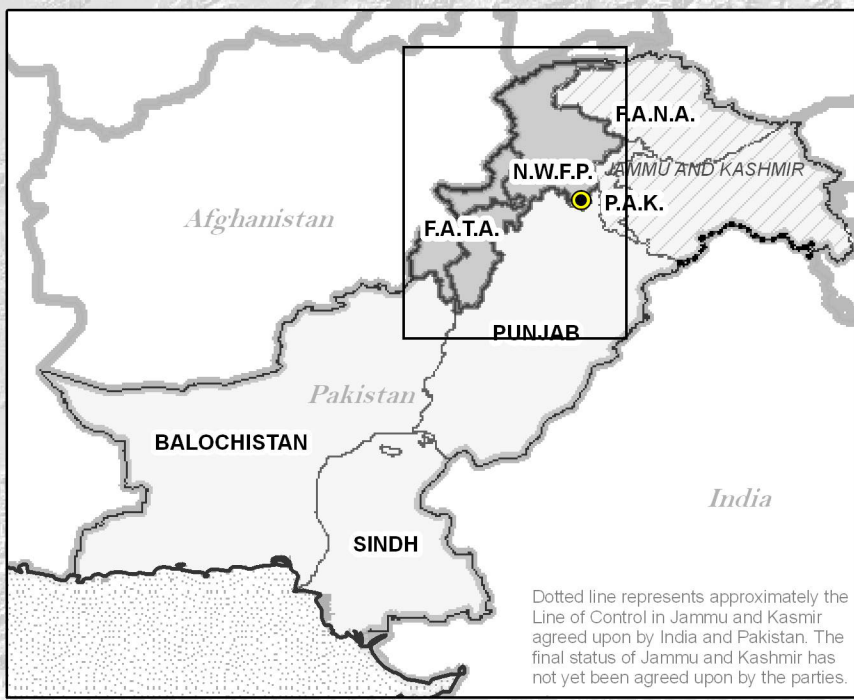 F.A.N.A.
N.W.F.P.
JAMMU AND KASHMIR
P.A.K.
Afghanistan
F.A.T.A.
PUNJAB
Pakistan
BALOCHISTAN
India
SINDH
Dotted line represents approximately the
Line of Control in Jammu and Kasmir
agreed upon by India and Pakistan. The
final status of Jammu and Kashmir has
not yet been agreed upon by the parties.